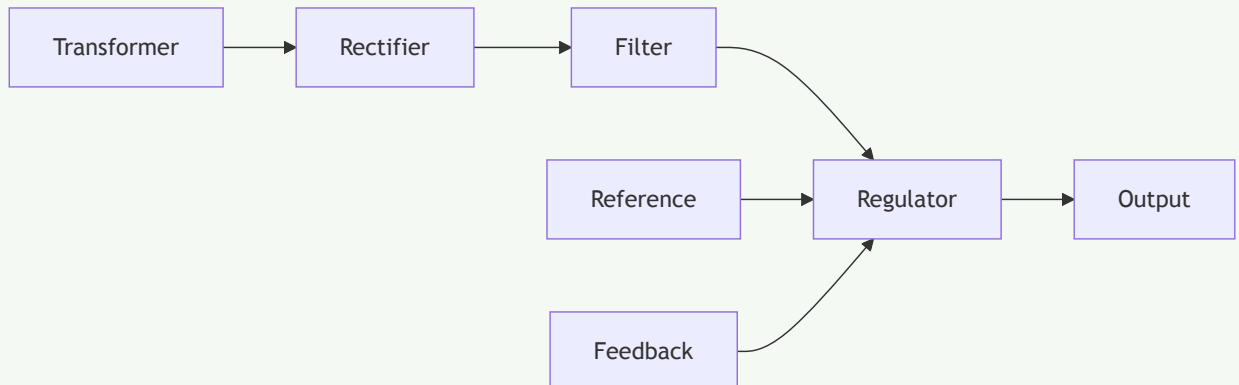 Transformer
Rectifier
Filter
Reference
Regulator
Output
Feedback